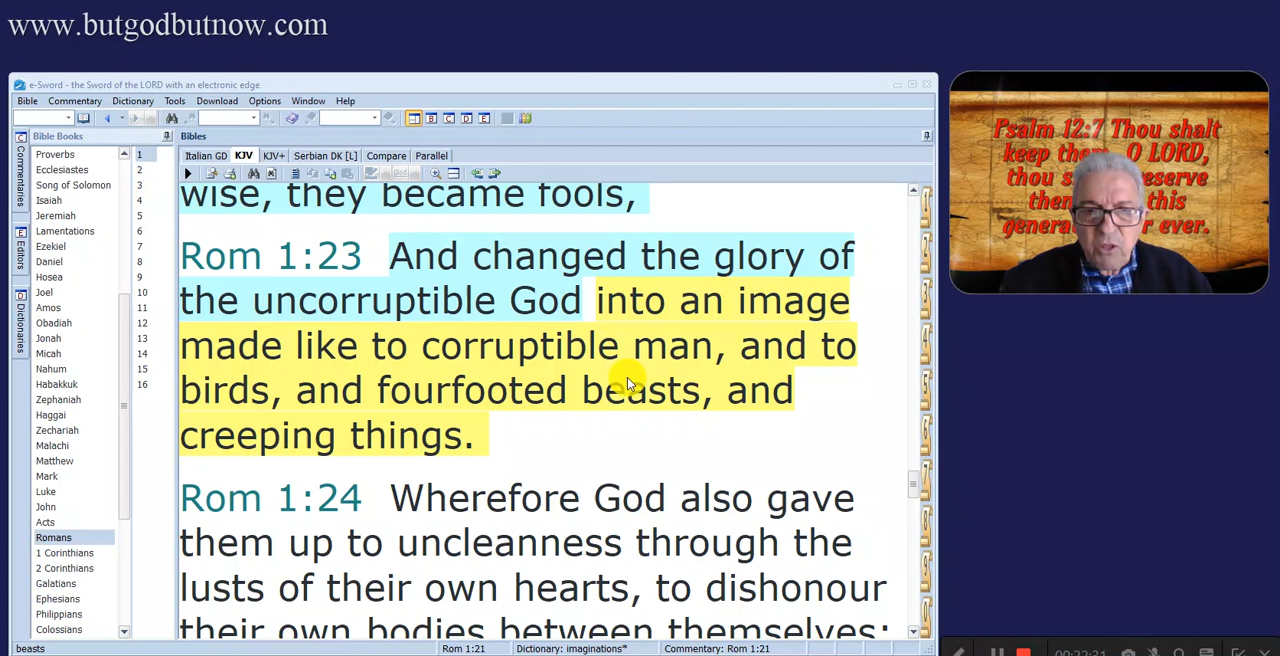 www.butgodbutnow.com
e-Sword - the Sword of the LORD with an electronic edge
Bible Commentary Dictionary Tools Download Options Window Help
Bible Books
Bibles
Commentaries
Editors
Dictionaries
Proverbs
Ecclesiastes
Song of Solomon
Isaiah
Jeremiah
Lamentations
Ezekiel
Daniel
Hosea
Joel
Amos
Obadiah
Jonah
Micah
Nahum
Habakkuk
Zephaniah
Haggai
Zechariah
Malachi
Matthew
Mark
Luke
John
Acts
Romans
1 Corinthians
2 Corinthians
Galatians
Ephesians
Philippians
Colossians
1
2
3
4
5
6
7
8
9
10
11
12
13
14
15
16
Italian GD KJV KJV+ Serbian DK [L] Compare Parallel
wise, they became fools,
Rom 1:23 And changed the glory of
the uncorruptible God into an image
made like to corruptible man, and to
birds, and fourfooted beasts, and
creeping things.
Rom 1:24 Wherefore God also gave
them up to uncleanness through the
lusts of their own hearts, to dishonour
their own bodies between themselves:
beasts
Rom 1:21
Dictionary: imaginations*
Commentary: Rom 1:21
Psalm 12:7 Thou shalt
keep them, O LORD,
thou
the this
genera ever.
00:22:31